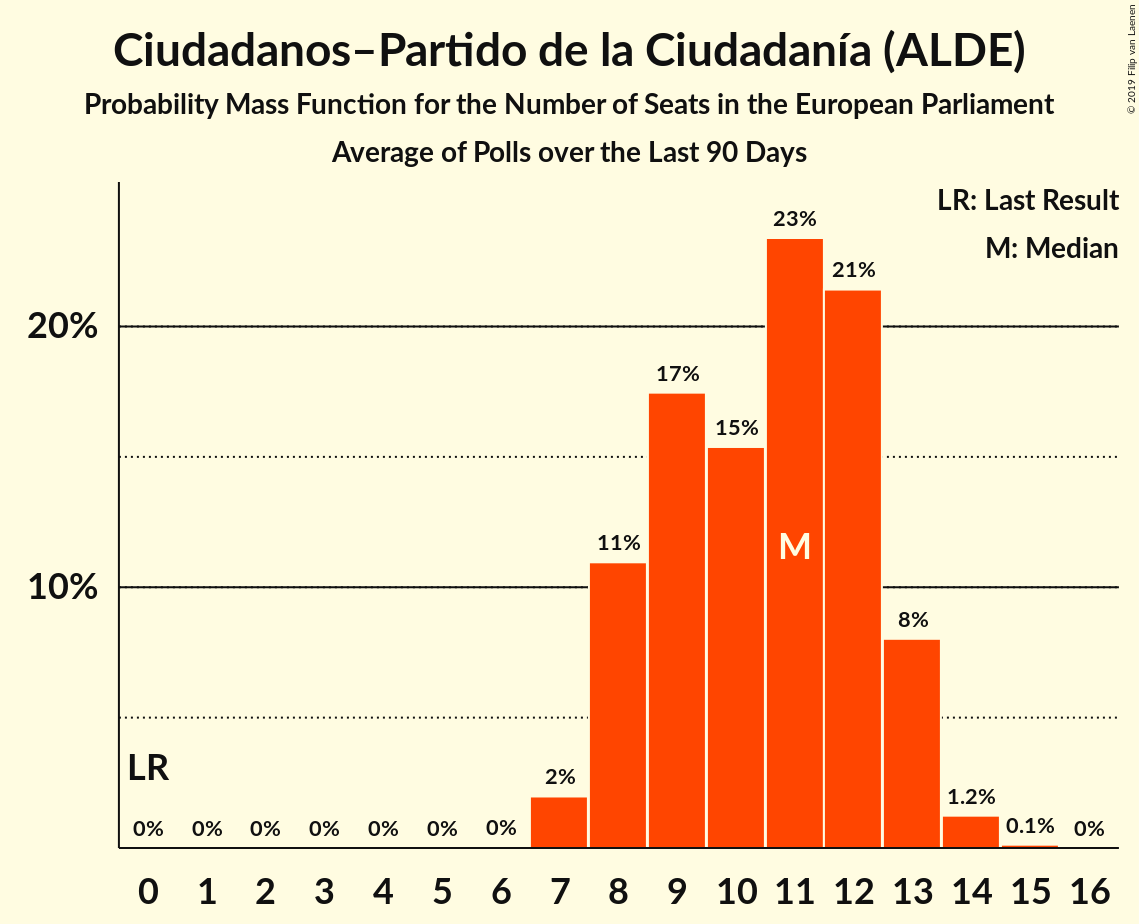 Ciudadanos–Partido de la Ciudadanía (ALDE)
Probability Mass Function for the Number of Seats in the European Parliament
Average of Polls over the Last 90 Days
© 2019 Filip van Laenen
LR: Last Result
M: Median
20%
10%
23%
21%
17%
15%
11%
M
8%
LR
2%
1.2%
0.1%
0% 0% 0% 0% 0% 0% 0% 0%
0 1 2 3 4 5 6 7 8 9 10 11 12 13 14 15 16